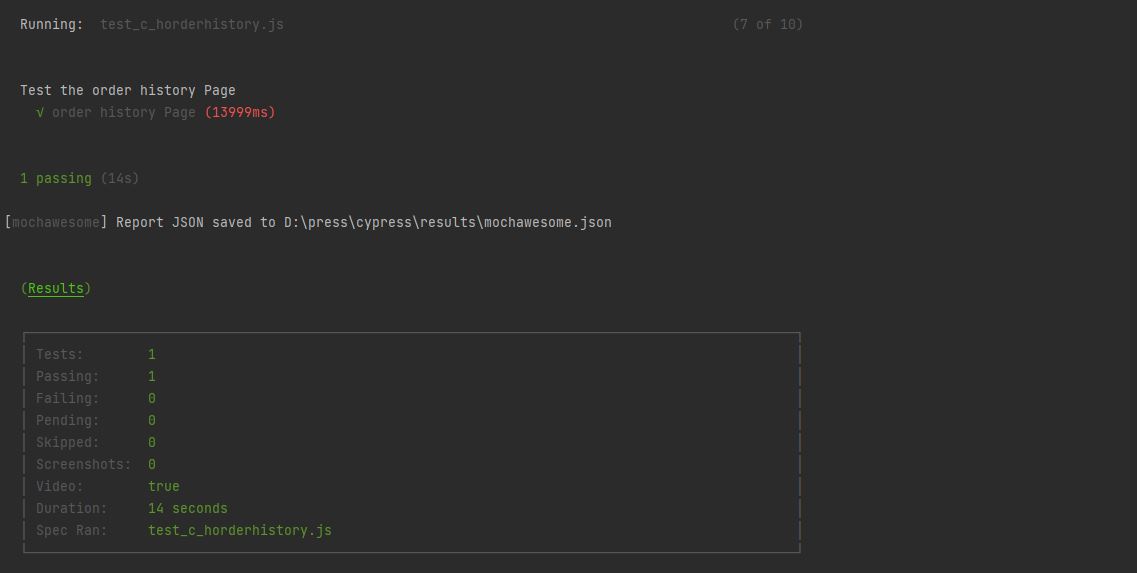 Running:  test_c_horderhistory.js (7 of 10)
Test the order history Page
√ order history Page (13999ms)
1 passing (14s)
[mochawesome] Report JSON saved to D:\press\cypress\results\mochawesome.json
(Results)
Tests: 1
Passing: 1
Failing: 0
Pending: 0
Skipped: 0
Screenshots: 0
Video: true
Duration: 14 seconds
Spec Ran: test_c_horderhistory.js